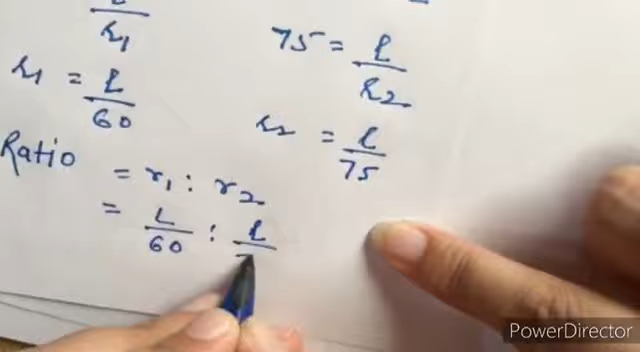 r1
75 = l
r2
r1 = l
60
r2 = l
75
Ratio = r1 : r2
= L : l
60
PowerDirector